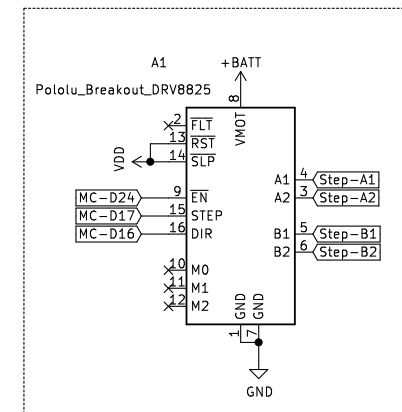 A1
+BATT
Pololu_Breakout_DRV8825
8
VMOT
2 FLT
13 RST
VDD
14 SLP
4 A1 Step-A1
MC-D24 9 EN
3 A2 Step-A2
MC-D17 15 STEP
MC-D16 16 DIR
B1 5 Step-B1
B2 6 Step-B2
10 M0
11 M1
12 M2
GND GND
1 7
GND